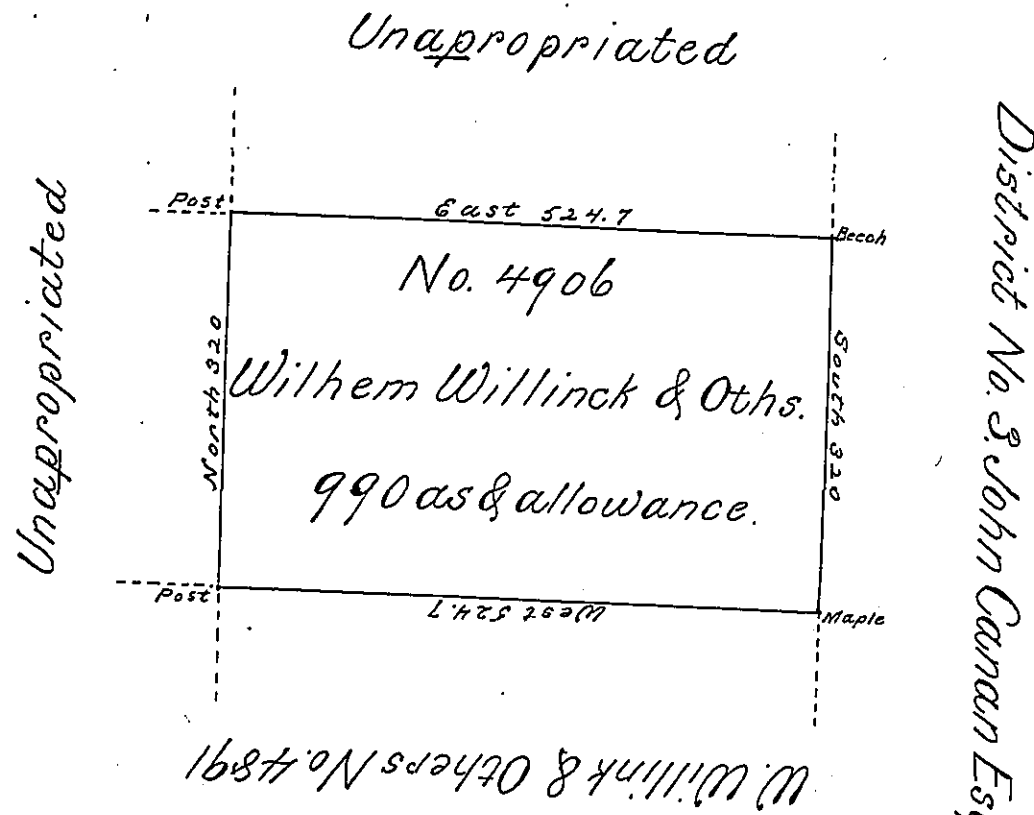 Unapropriated
Unapropriated
District No. 3. John Canan Esq
Post
East 524.7
Beech
No. 4906
North 320
South 320
Wilhem Willinck & Oths.
990 as & allowance.
Post
West 524.7
Maple
W. Willink & Others No. 4891